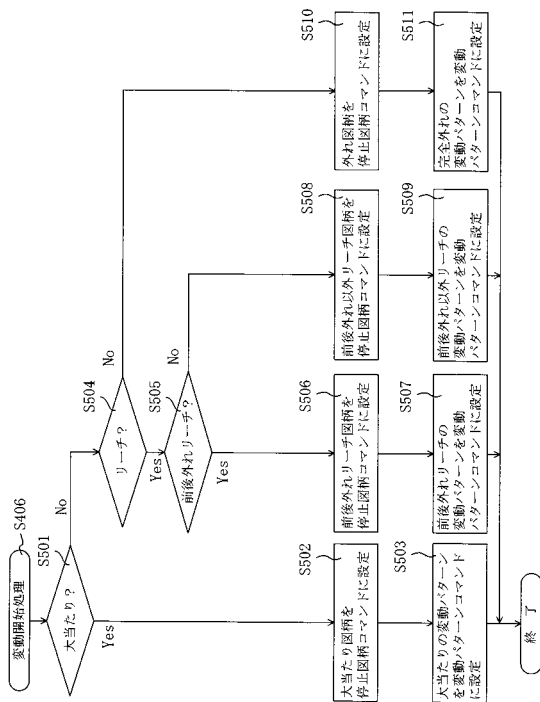 変動開始処理
S406
S501
大当たり?
No
Yes
S504
リーチ?
No
Yes
S505
前後外れリーチ?
No
Yes
S502
大当たり図柄を
停止図柄コマンドに設定
S503
大当たりの変動パターン
を変動パターンコマンド
に設定
S506
前後外れリーチ図柄を
停止図柄コマンドに設定
S507
前後外れリーチの
変動パターンを変動
パターンコマンドに設定
S508
前後外れ以外リーチ図柄を
停止図柄コマンドに設定
S509
前後外れ以外リーチの
変動パターンを変動
パターンコマンドに設定
S510
外れ図柄を
停止図柄コマンドに設定
S511
完全外れの
変動パターンを変動
パターンコマンドに設定
終 了